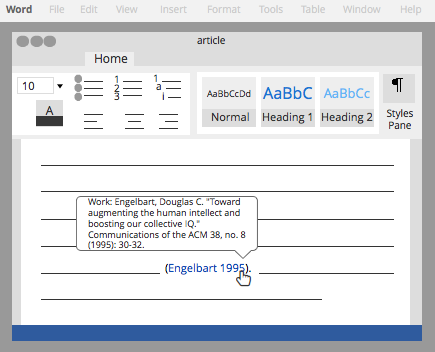 Word File Edit View Insert Format Tools Table Window Help
article
Home
10
A
1
2
3
1
a
i
AaBbCcDd AaBbC AaBbCc ¶
Normal Heading 1 Heading 2 Styles
Pane
Work: Engelbart, Douglas C. "Toward
augmenting the human intellect and
boosting our collective IQ."
Communications of the ACM 38, no. 8
(1995): 30-32.
(Engelbart 1995).